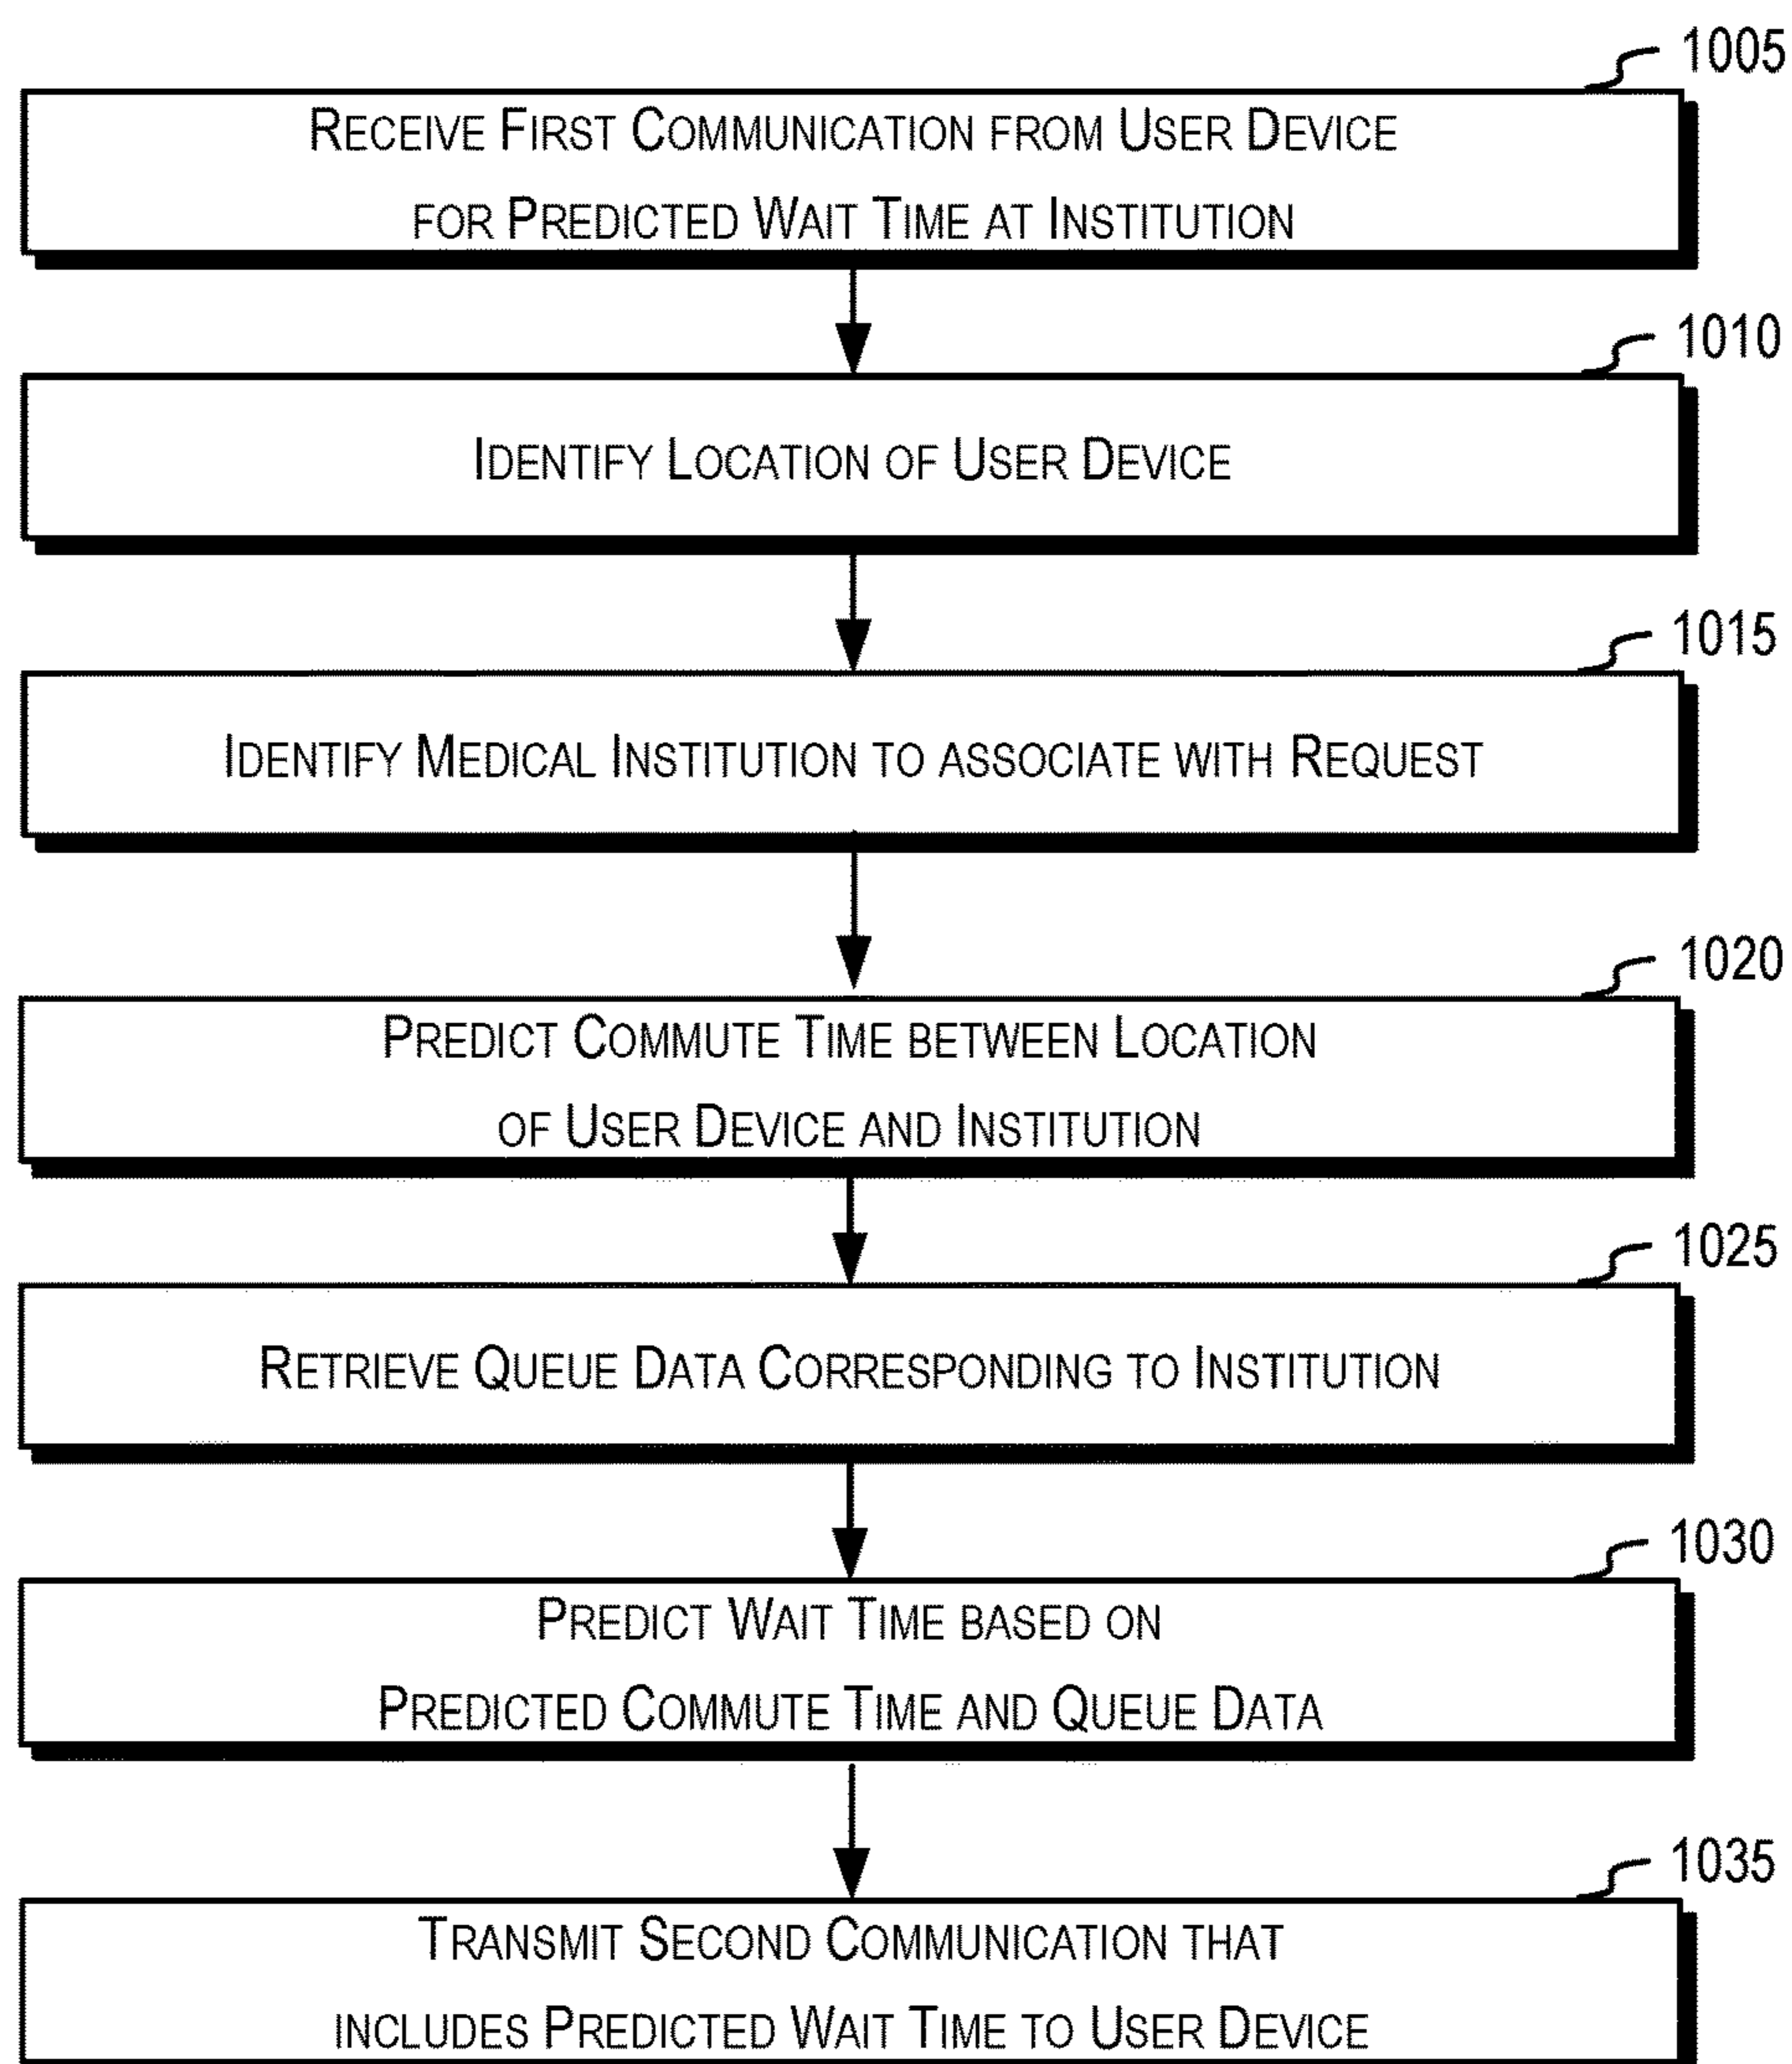 1005
RECEIVE FIRST COMMUNICATION FROM USER DEVICE
FOR PREDICTED WAIT TIME AT INSTITUTION
1010
IDENTIFY LOCATION OF USER DEVICE
1015
IDENTIFY MEDICAL INSTITUTION TO ASSOCIATE WITH REQUEST
1020
PREDICT COMMUTE TIME BETWEEN LOCATION
OF USER DEVICE AND INSTITUTION
1025
RETRIEVE QUEUE DATA CORRESPONDING TO INSTITUTION
1030
PREDICT WAIT TIME BASED ON
PREDICTED COMMUTE TIME AND QUEUE DATA
1035
TRANSMIT SECOND COMMUNICATION THAT
INCLUDES PREDICTED WAIT TIME TO USER DEVICE